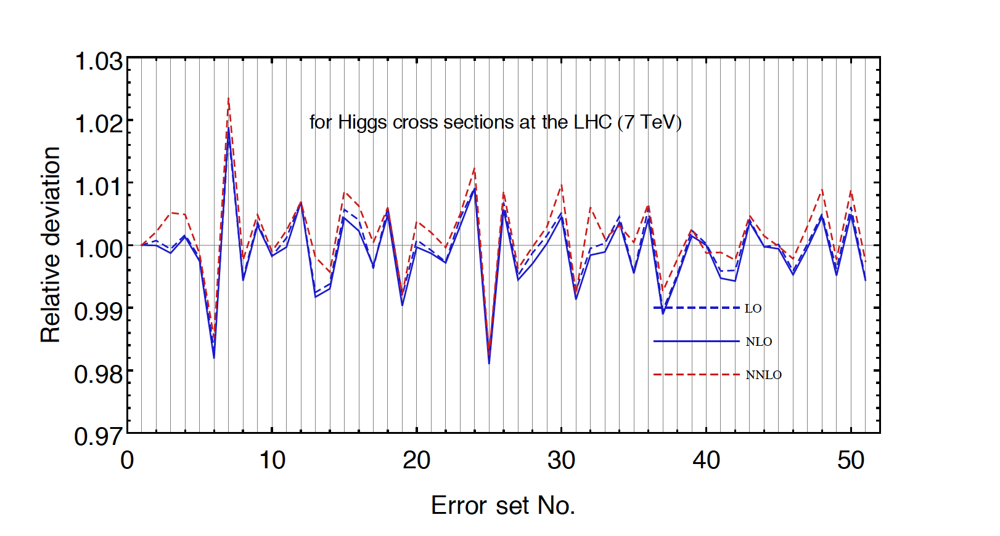 1.03
for Higgs cross sections at the LHC (7 TeV)
1.02
1.01
1.00
0.99
0.98
0.97
Relative deviation
LO
NLO
NNLO
0 10 20 30 40 50
Error set No.